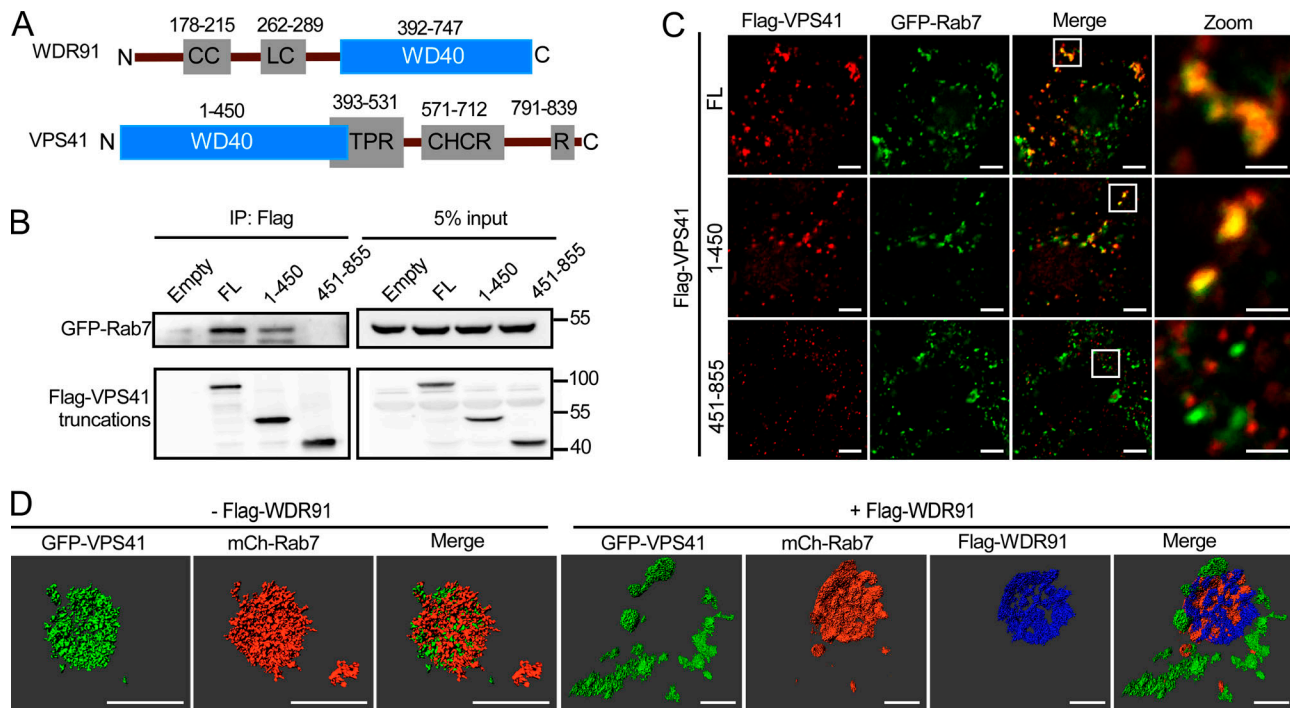 A
WDR91
N
178-215
262-289
392-747
CC
LC
WD40
C
VPS41
N
1-450
393-531
571-712
791-839
WD40
TPR
CHCR
R
C
B
IP: Flag
5% input
Empty
FL
1-450
451-855
Empty
FL
1-450
451-855
GFP-Rab7
55
Flag-VPS41
truncations
100
55
40
C
Flag-VPS41
GFP-Rab7
Merge
Zoom
Flag-VPS41
FL
1-450
451-855
D
- Flag-WDR91
+ Flag-WDR91
GFP-VPS41
mCh-Rab7
Merge
GFP-VPS41
mCh-Rab7
Flag-WDR91
Merge